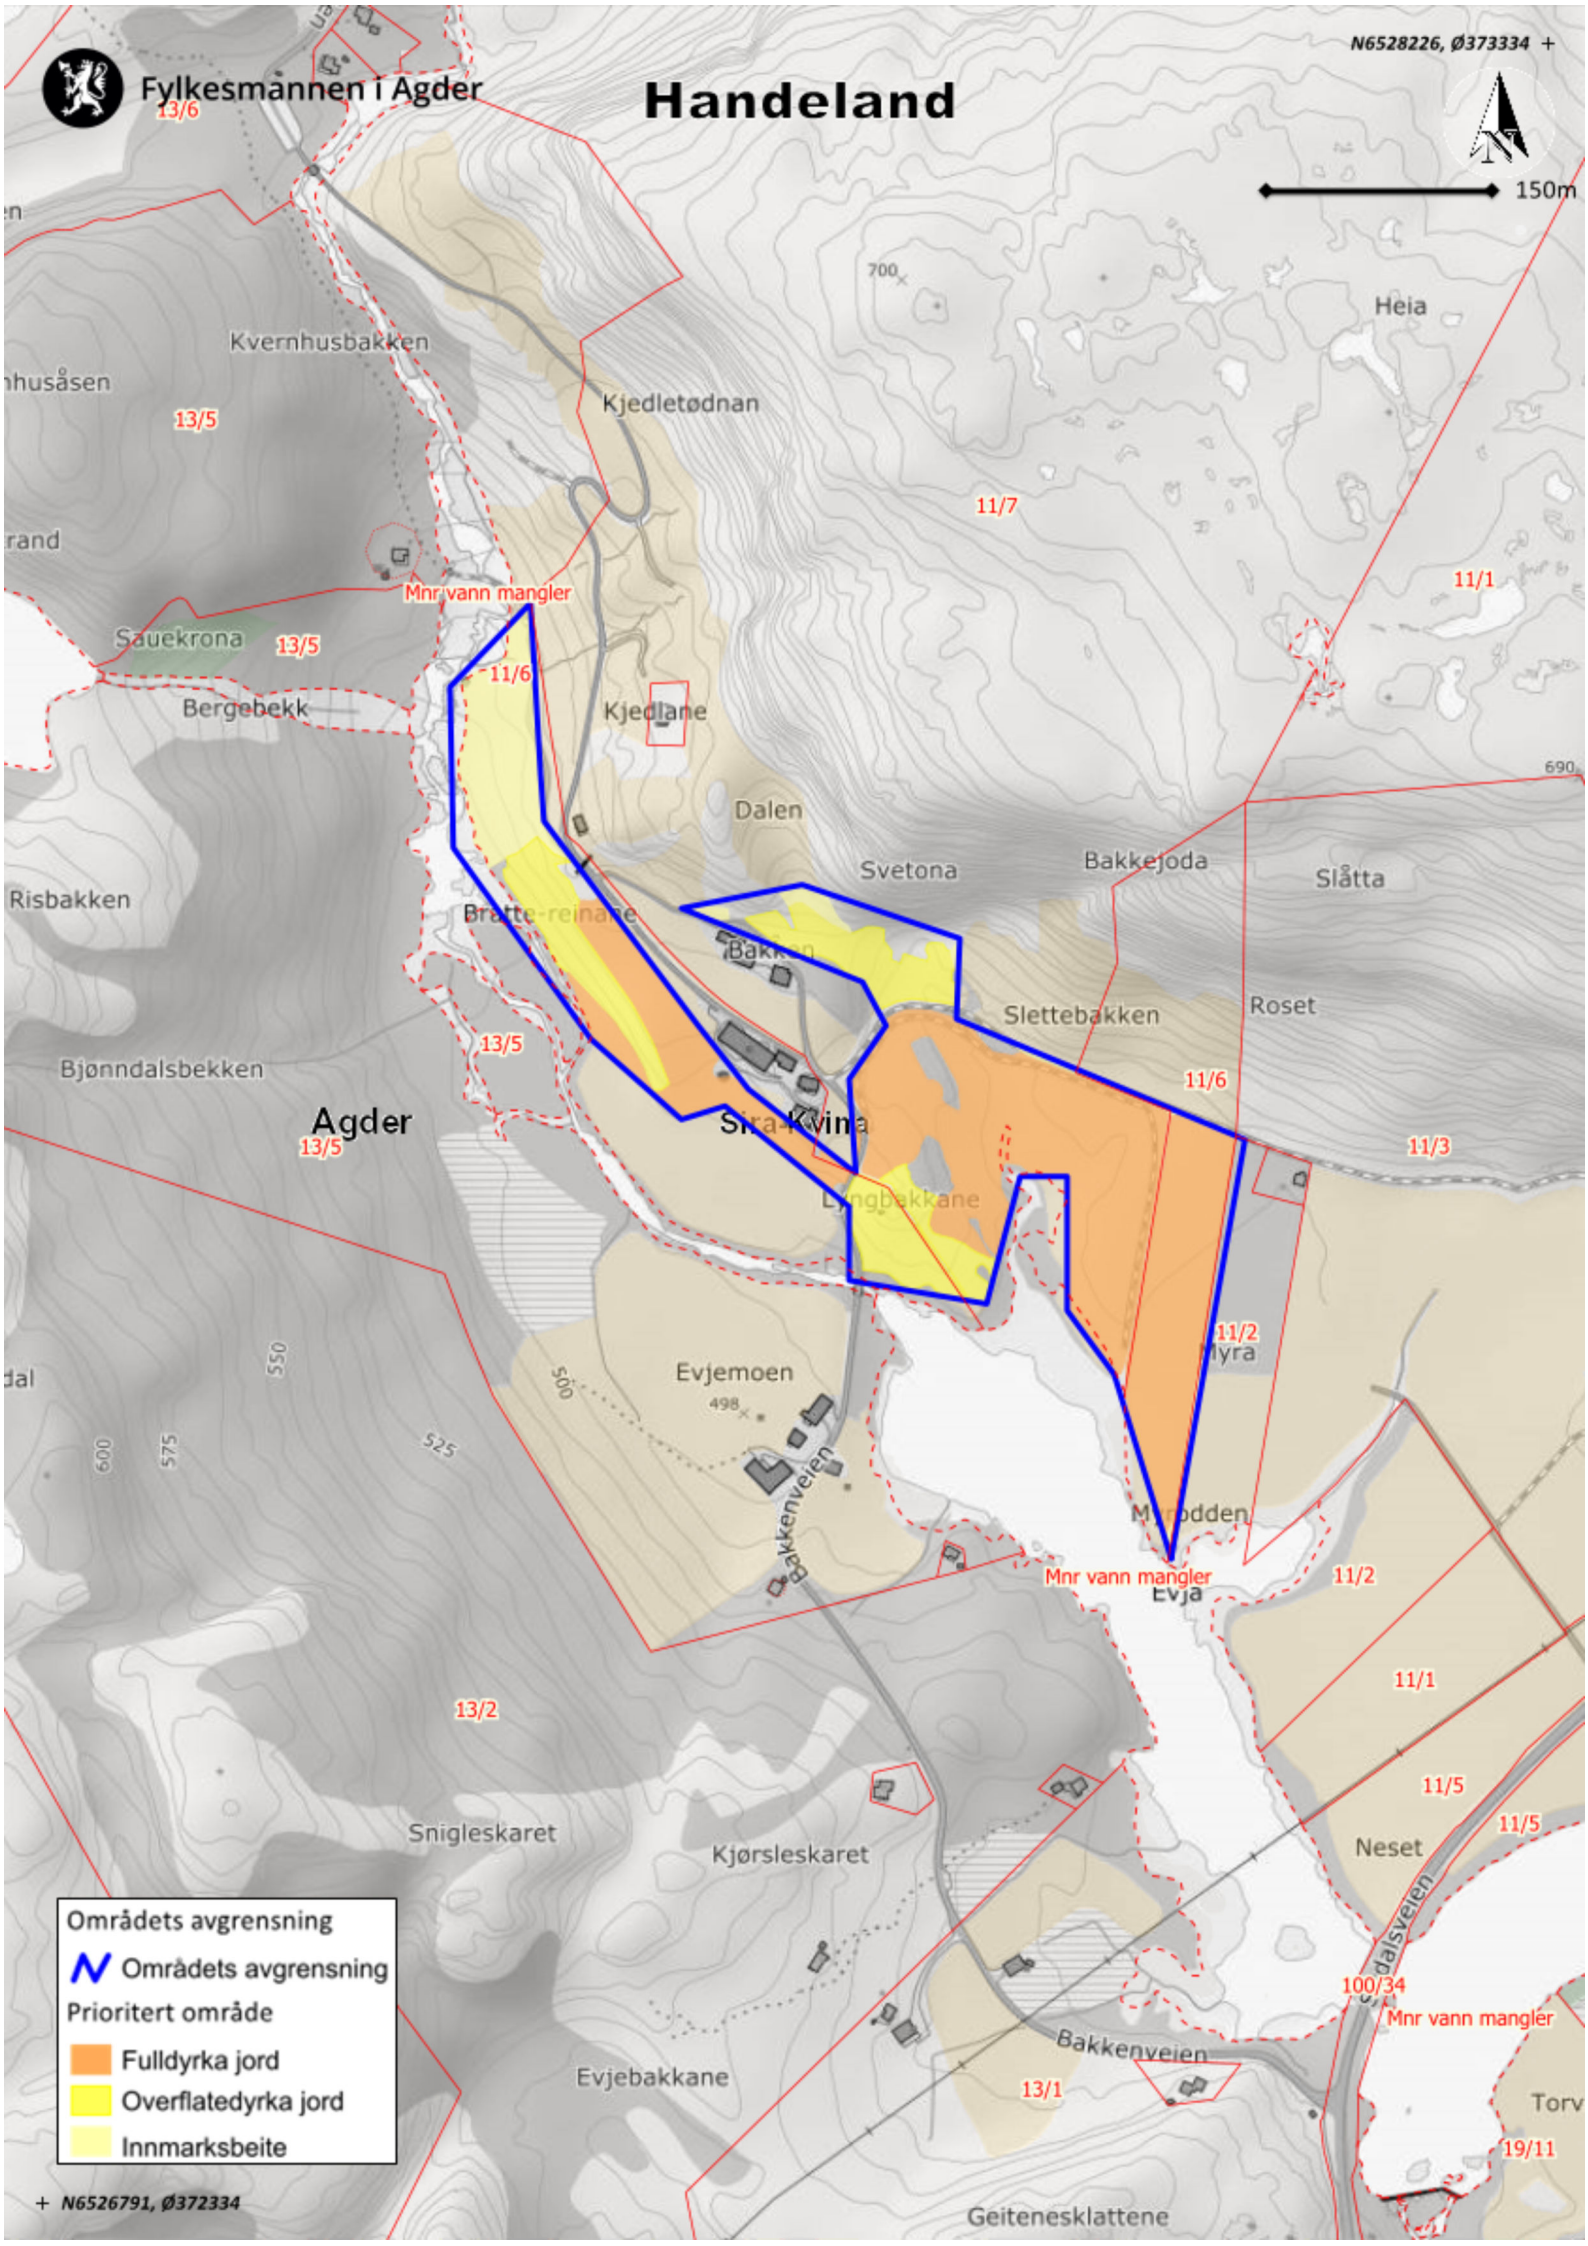 N6528226, Ø373334 +
Fylkesmannen i Agder
Handeland
13/6
150m
700
Heia
Kvernhusbakken
nhusåsen
13/5
Kjedletødnan
11/7
rand
11/1
Mnr vann mangler
Sauekrona
13/5
11/6
Bergebekk
Kjedlane
690
Dalen
Svetona
Bakkejoda
Slåtta
Risbakken
Bratte-reinane
Bakken
Slettebakken
Roset
13/5
Bjønndalsbekken
11/6
Agder
Sira-Kvina
13/5
11/3
Lyngbakkane
11/2
Myra
550
500
dal
Evjemoen
498
525
600
575
Bakkenveien
Myrodden
Mnr vann mangler
Evja
11/2
11/1
13/2
11/5
11/5
Snigleskaret
Kjørsleskaret
Neset
Områdets avgrensning
Områdets avgrensning
Prioritert område
Fulldyrka jord
Overflatedyrka jord
Innmarksbeite
dalsveien
100/34
Mnr vann mangler
Bakkenveien
Evjebakkane
13/1
Torv
19/11
+ N6526791, Ø372334
Geitenesklattene